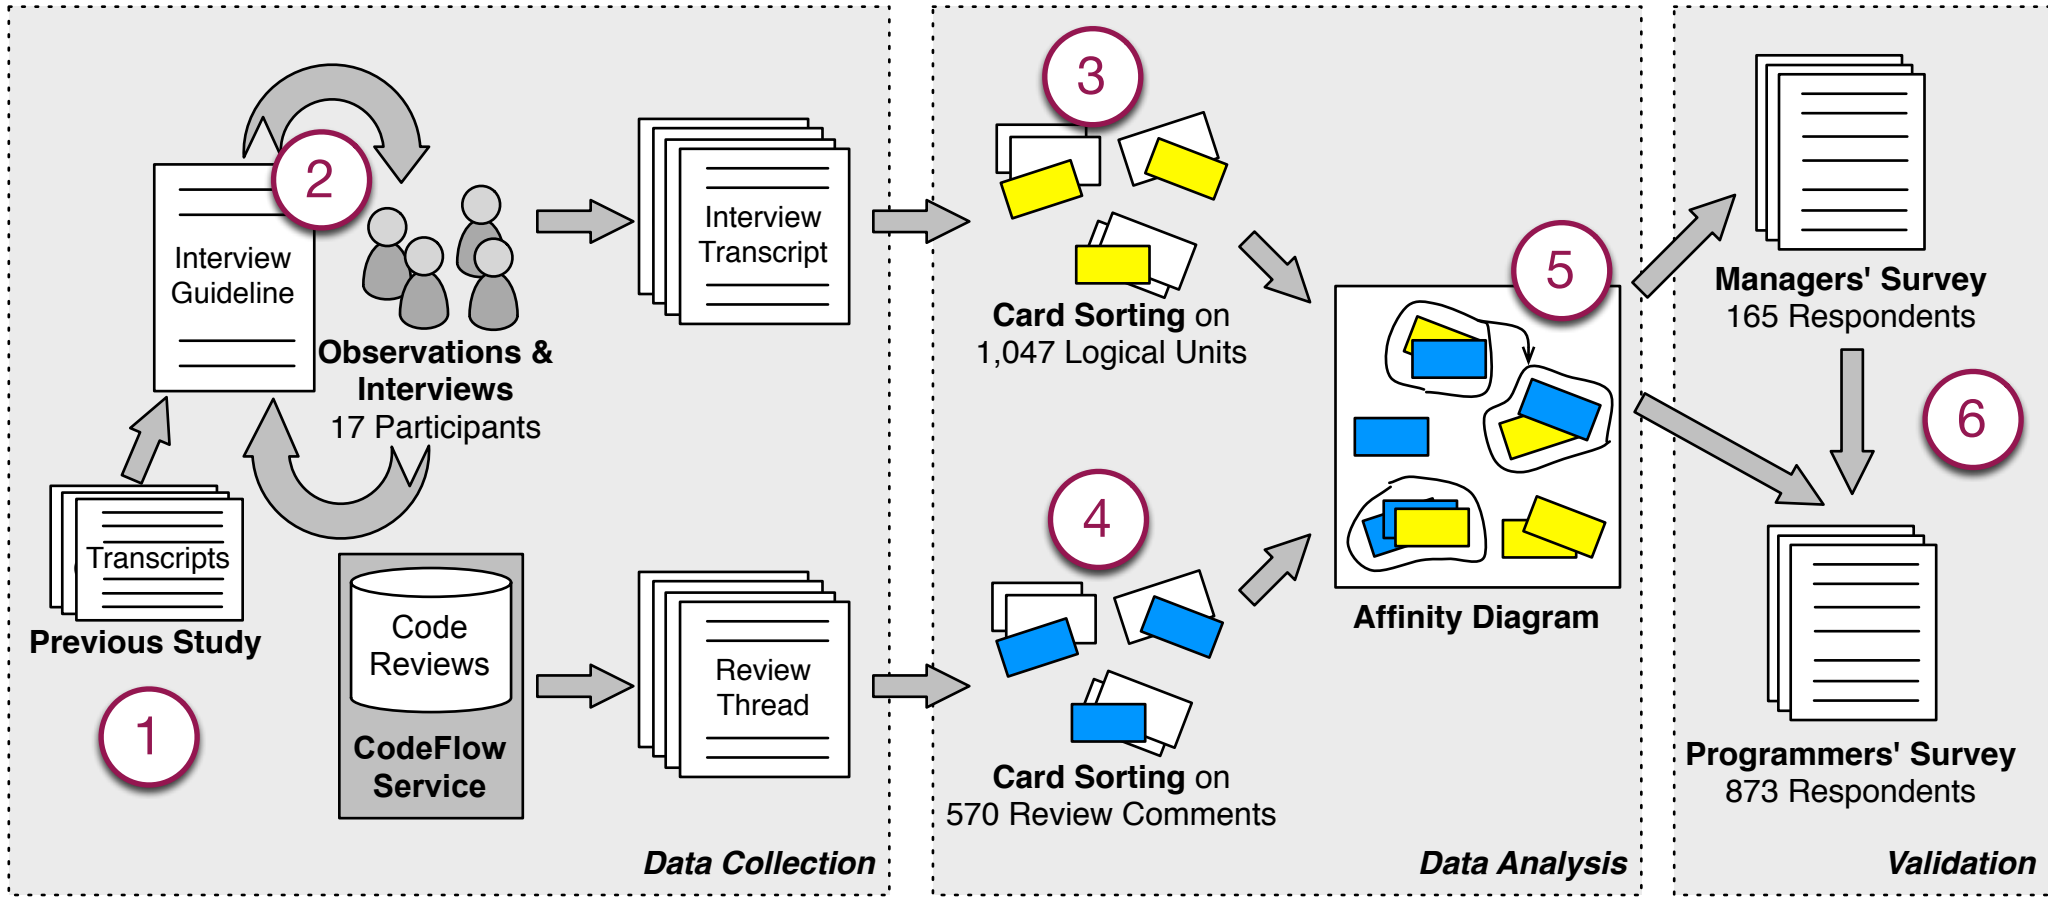 2
Interview
Guideline
Observations &
Interviews
17 Participants
Transcripts
Previous Study
1
Interview
Transcript
Code
Reviews
CodeFlow
Service
Review
Thread
Data Collection
3
Card Sorting on
1,047 Logical Units
4
Card Sorting on
570 Review Comments
5
Affinity Diagram
Data Analysis
Managers' Survey
165 Respondents
6
Programmers' Survey
873 Respondents
Validation